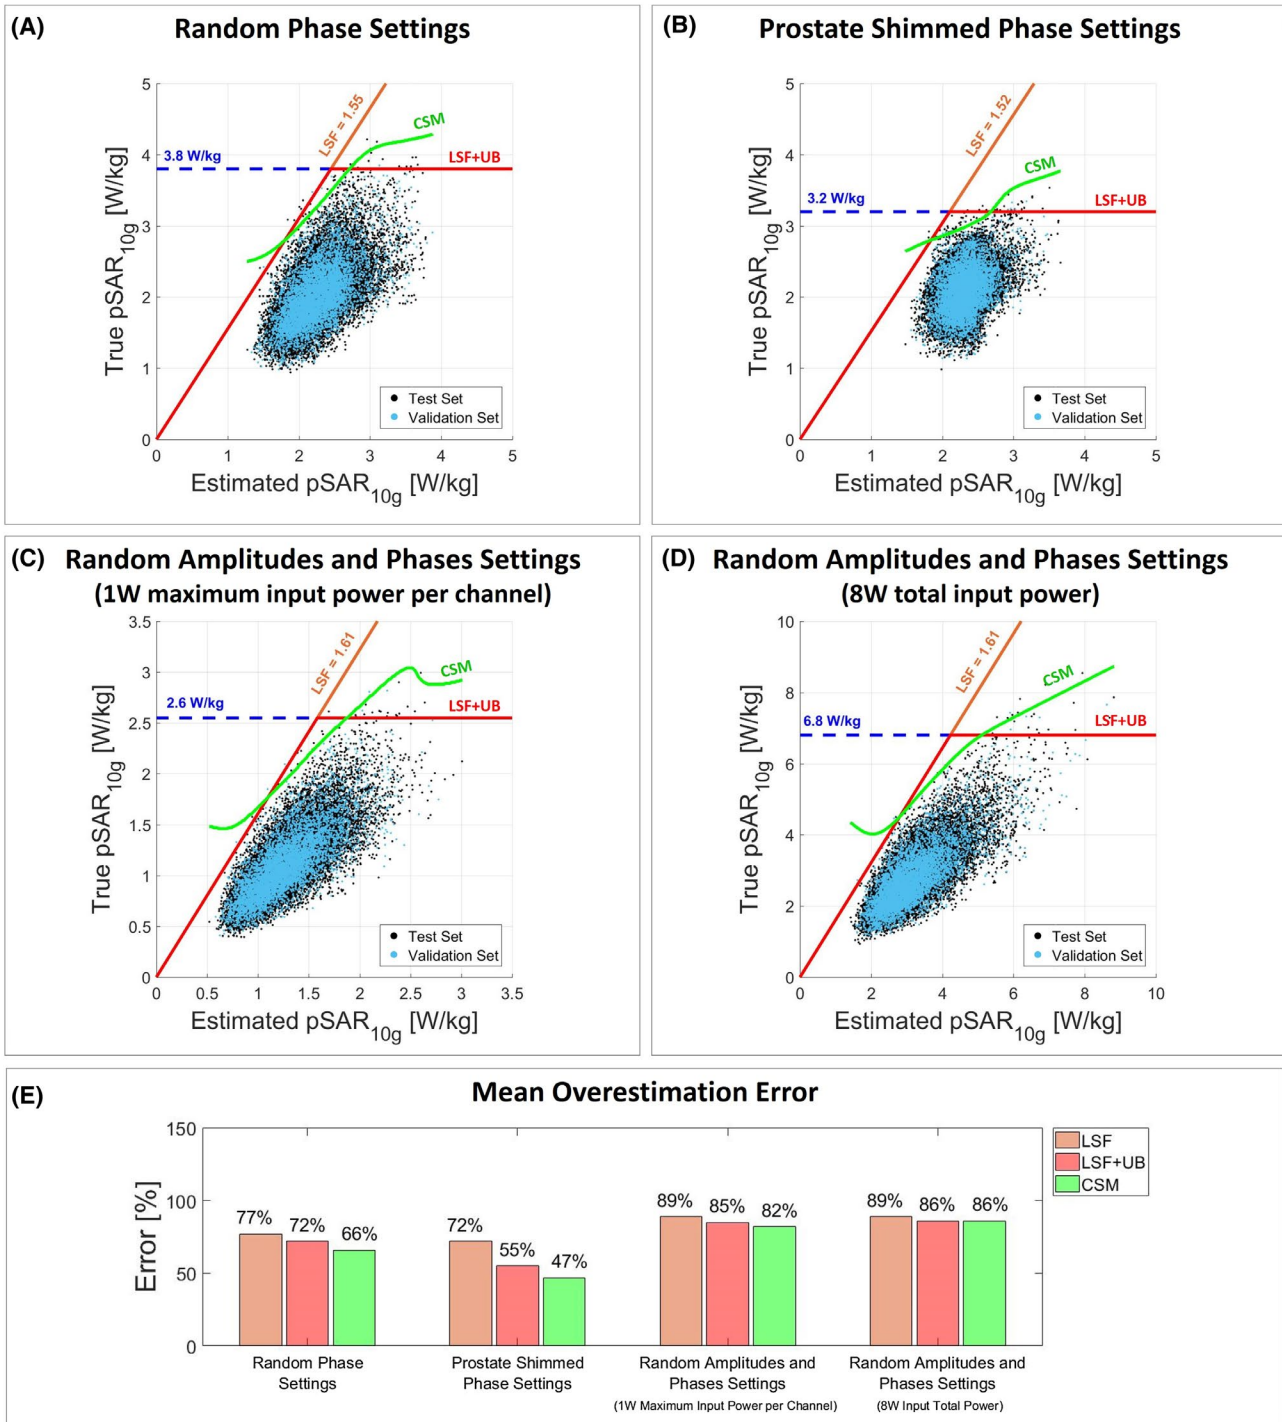 (A) Random Phase Settings
5
4
3
2
1
0
0 1 2 3 4 5
True pSAR10g [W/kg]
Estimated pSAR10g [W/kg]
3.8 W/kg
LSF = 1.55
CSM
LSF+UB
Test Set
Validation Set
(B) Prostate Shimmed Phase Settings
5
4
3
2
1
0
0 1 2 3 4 5
True pSAR10g [W/kg]
Estimated pSAR10g [W/kg]
3.2 W/kg
LSF = 1.52
CSM
LSF+UB
Test Set
Validation Set
(C) Random Amplitudes and Phases Settings
(1W maximum input power per channel)
3.5
3
2.5
2
1.5
1
0.5
0
0 0.5 1 1.5 2 2.5 3 3.5
True pSAR10g [W/kg]
Estimated pSAR10g [W/kg]
2.6 W/kg
LSF = 1.61
CSM
LSF+UB
Test Set
Validation Set
(D) Random Amplitudes and Phases Settings
(8W total input power)
10
8
6
4
2
0
0 2 4 6 8 10
True pSAR10g [W/kg]
Estimated pSAR10g [W/kg]
6.8 W/kg
LSF = 1.61
CSM
LSF+UB
Test Set
Validation Set
(E) Mean Overestimation Error
150
100
50
0
Error [%]
77% 72% 66%
72% 55% 47%
89% 85% 82%
89% 86% 86%
LSF
LSF+UB
CSM
Random Phase
Settings
Prostate Shimmed
Phase Settings
Random Amplitudes and
Phases Settings
(1W Maximum Input Power per Channel)
Random Amplitudes and
Phases Settings
(8W Input Total Power)